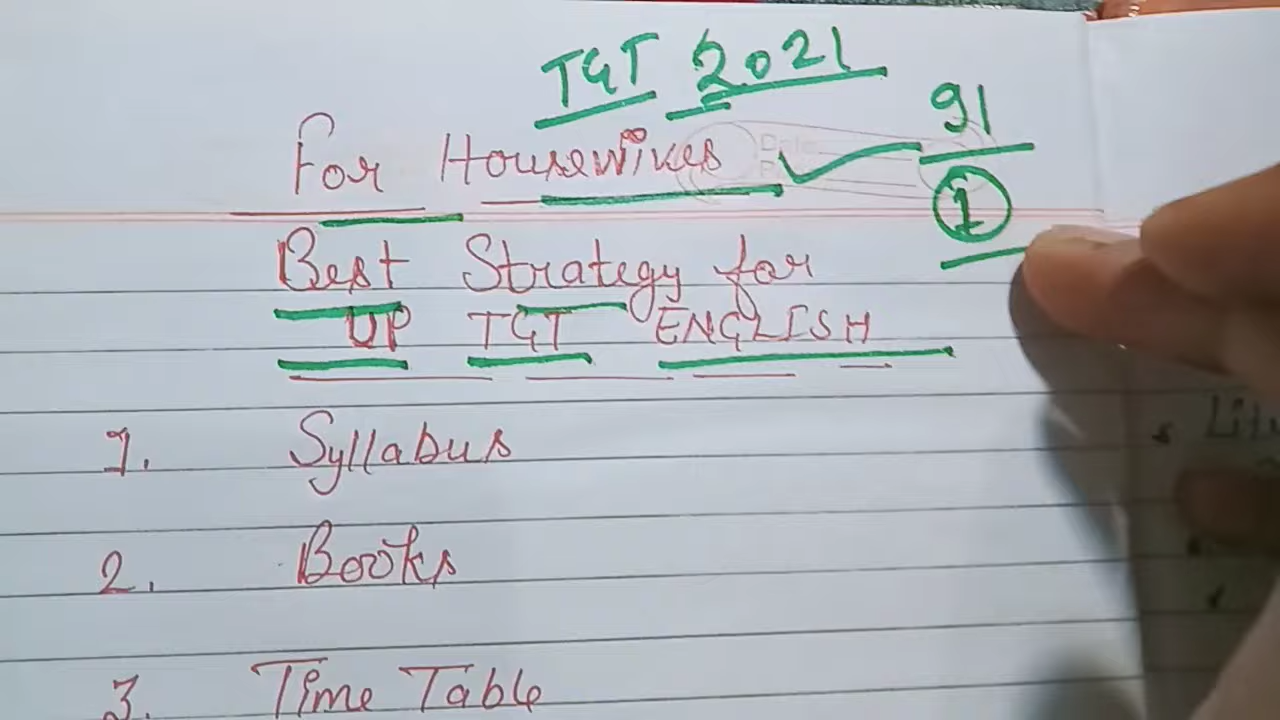 TGT 2021
91
For Housewives
1
Best Strategy for
UP TGT ENGLISH
1. Syllabus
2. Books
3. Time Table